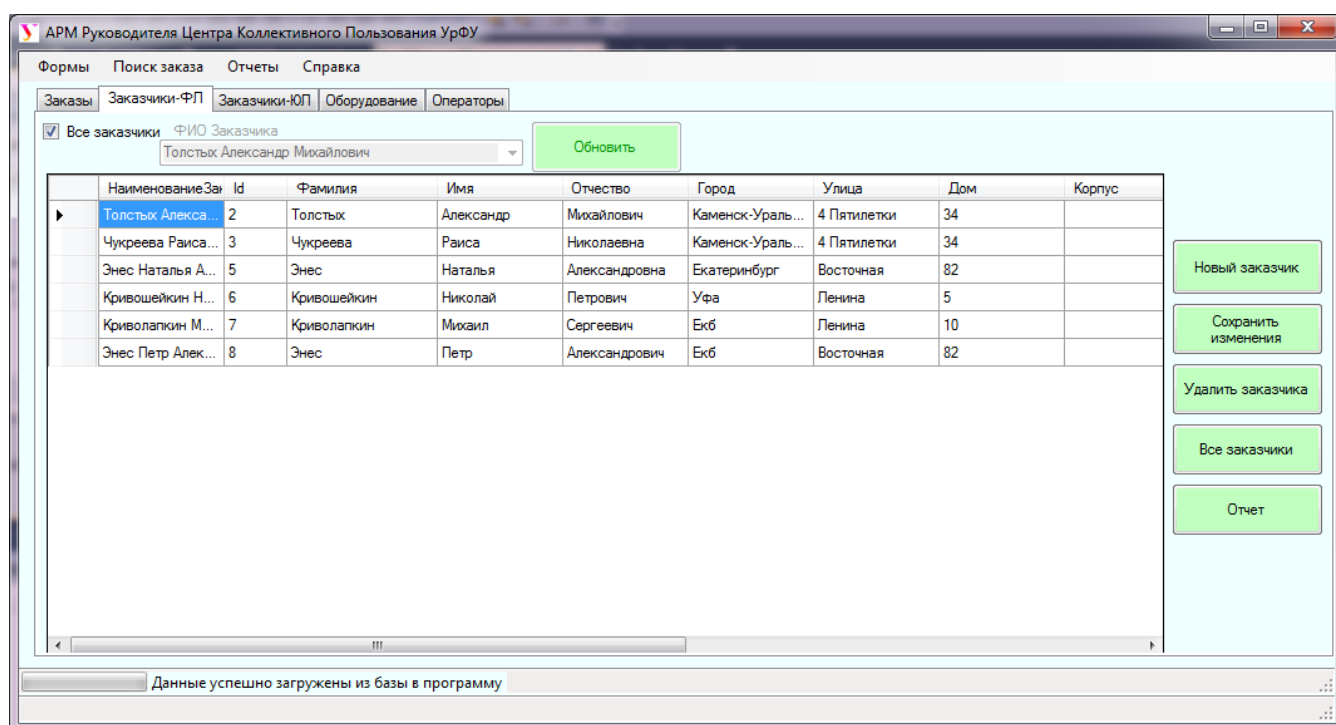 АРМ Руководителя Центра Коллективного Пользования УрФУ
Формы Поиск заказа Отчеты Справка
Заказы Заказчики-ФЛ Заказчики-ЮЛ Оборудование Операторы
Все заказчики ФИО Заказчика
Толстых Александр Михайлович
Обновить
НаименованиеЗак Id Фамилия Имя Отчество Город Улица Дом Корпус
Толстых Алекса... 2 Толстых Александр Михайлович Каменск-Ураль... 4 Пятилетки 34
Чукреева Раиса... 3 Чукреева Раиса Николаевна Каменск-Ураль... 4 Пятилетки 34
Энес Наталья А... 5 Энес Наталья Александровна Екатеринбург Восточная 82
Кривошейкин Н... 6 Кривошейкин Николай Петрович Уфа Ленина 5
Криволапкин М... 7 Криволапкин Михаил Сергеевич Екб Ленина 10
Энес Петр Алек... 8 Энес Петр Александрович Екб Восточная 82
Новый заказчик
Сохранить
изменения
Удалить заказчика
Все заказчики
Отчет
Данные успешно загружены из базы в программу